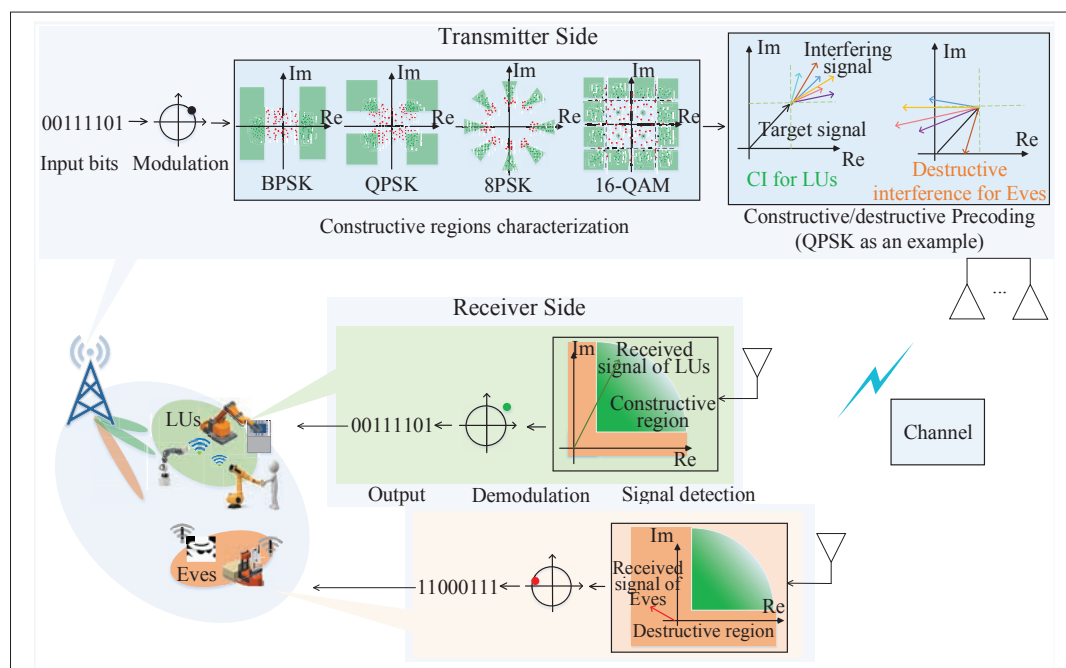 Transmitter Side
00111101
Input bits
Modulation
Im
Re
BPSK
Im
Re
QPSK
Im
Re
8PSK
Im
Re
16-QAM
Constructive regions characterization
Im
Interfering
signal
Target signal
Re
CI for LUs
Im
Re
Destructive
interference for Eves
Constructive/destructive Precoding
(QPSK as an example)
...
Receiver Side
Im
Received
signal of LUs
Constructive
region
Re
00111101
Output
Demodulation
Signal detection
LUs
Channel
Im
Received
signal of
Eves
Re
Destructive region
11000111
Eves